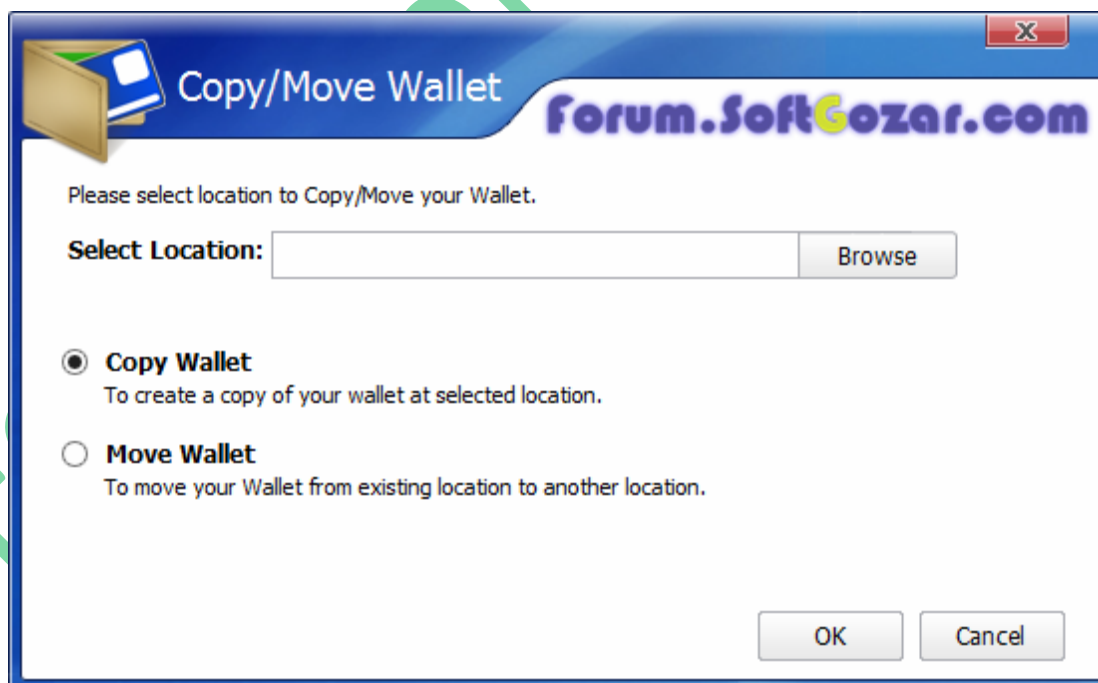 Copy/Move Wallet
Forum.SoftGozar.com
Please select location to Copy/Move your Wallet.
Select Location:
Browse
Copy Wallet
To create a copy of your wallet at selected location.
Move Wallet
To move your Wallet from existing location to another location.
OK
Cancel